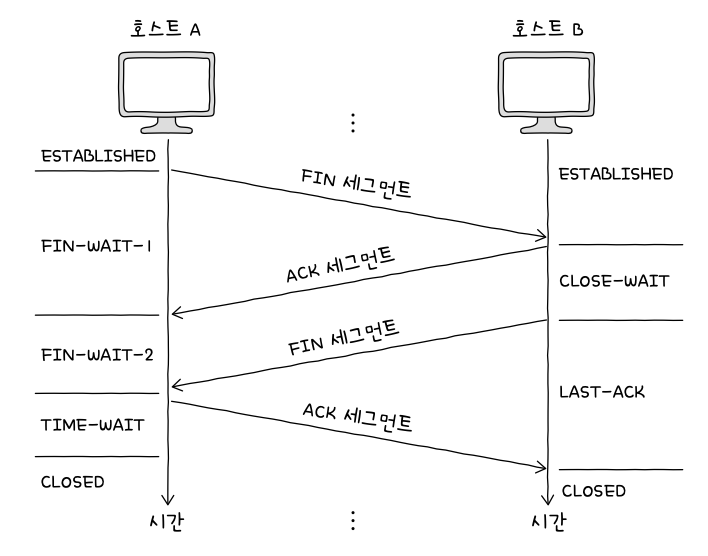 호스트 A
호스트 B
ESTABLISHED
FIN 세그먼트
ESTABLISHED
FIN-WAIT-1
ACK 세그먼트
CLOSE-WAIT
FIN 세그먼트
FIN-WAIT-2
LAST-ACK
ACK 세그먼트
TIME-WAIT
CLOSED
CLOSED
시간
시간